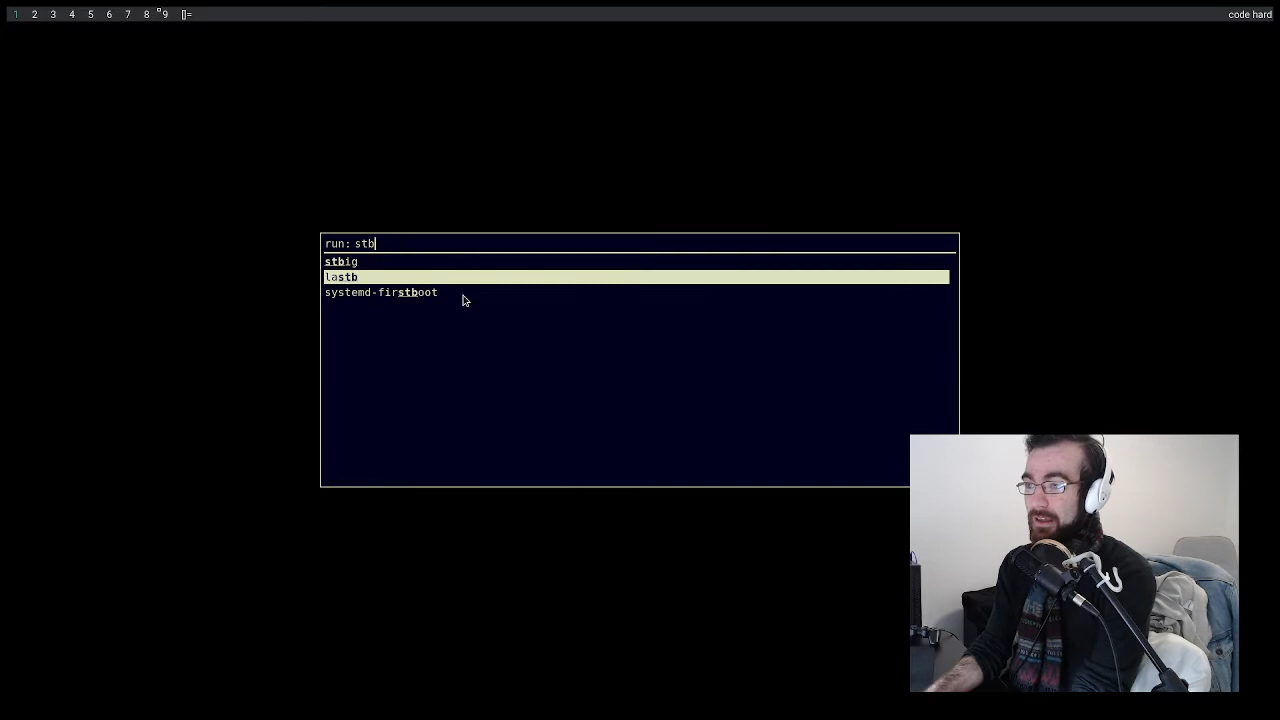 1 2 3 4 5 6 7 8 9 []= code hard
run: stb
stbig
lastb
systemd-firstboot